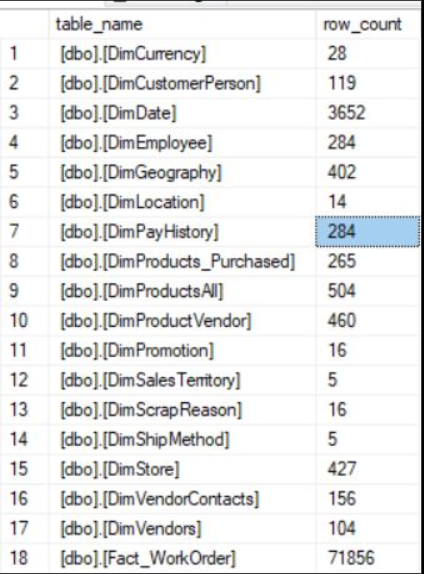 table_name row_count
1 [dbo].[DimCurrency] 28
2 [dbo].[DimCustomerPerson] 119
3 [dbo].[DimDate] 3652
4 [dbo].[DimEmployee] 284
5 [dbo].[DimGeography] 402
6 [dbo].[DimLocation] 14
7 [dbo].[DimPayHistory] 284
8 [dbo].[DimProducts_Purchased] 265
9 [dbo].[DimProductsAll] 504
10 [dbo].[DimProductVendor] 460
11 [dbo].[DimPromotion] 16
12 [dbo].[DimSalesTerritory] 5
13 [dbo].[DimScrapReason] 16
14 [dbo].[DimShipMethod] 5
15 [dbo].[DimStore] 427
16 [dbo].[DimVendorContacts] 156
17 [dbo].[DimVendors] 104
18 [dbo].[Fact_WorkOrder] 71856